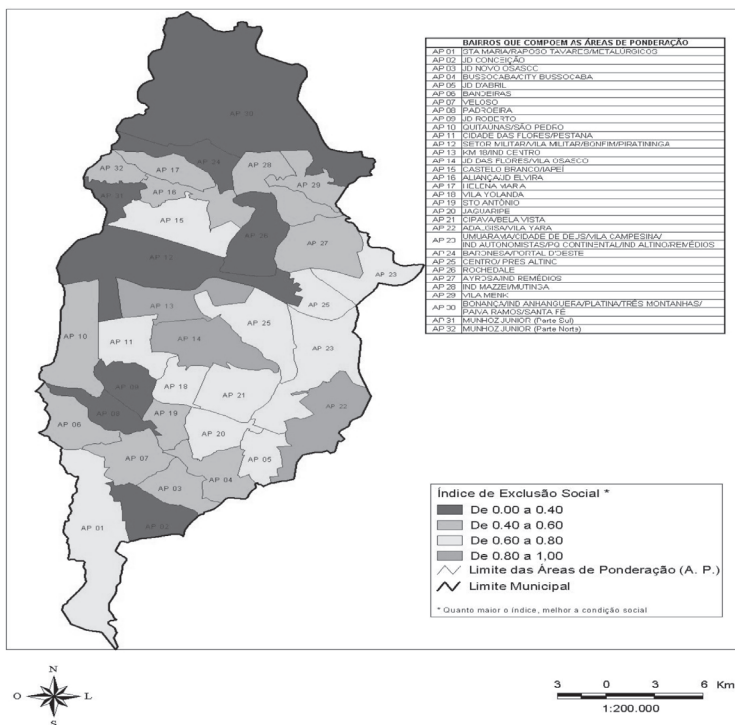 BAIRROS QUE COMPOEM AS ÁREAS DE PONDERAÇÃO
AP 01 STA MARIA/RAPOSO TAVARES/METALÚRGICOS
AP 02 JD CONCEIÇÃO
AP 03 JD NOVO OSASCO
AP 04 BUSSOCABA/CITY BUSSOCABA
AP 05 JD D'ABRIL
AP 06 BANDEIRAS
AP 07 VELOSO
AP 08 PADROEIRA
AP 09 JD ROBERTO
AP 10 QUITAUNAS/SÃO PEDRO
AP 11 CIDADE DAS FLORES/PESTANA
AP 12 SETOR MILITAR/VILA MILITAR/BONFIM/PIRATININGA
AP 13 KM 18/IND CENTRO
AP 14 JD DAS FLORES/VILA OSASCO
AP 15 CASTELO BRANCO/IAPEÍ
AP 16 ALIANÇA/JD ELVIRA
AP 17 HELENA MARIA
AP 18 VILA YOLANDA
AP 19 STO ANTÔNIO
AP 20 JAGUARIPE
AP 21 CIPAVA/BELA VISTA
AP 22 ADALGISA/VILA YARA
AP 23 UMUARAMA/CIDADE DE DEUS/VILA CAMPESINA/
IND AUTONOMISTAS/PQ CONTINENTAL/IND ALTINO/REMÉDIOS
AP 24 BARONESA/PORTAL D'OESTE
AP 25 CENTRO/ PRES ALTINO
AP 26 ROCHEDALE
AP 27 AYROSA/IND REMÉDIOS
AP 28 IND MAZZEI/MUTINGA
AP 29 VILA MENK
AP 30 BONANÇA/IND ANHANGUERA/PLATINA/TRÊS MONTANHAS/
PAIVA RAMOS/SANTA FÉ
AP 31 MUNHOZ JUNIOR (Parte Sul)
AP 32 MUNHOZ JUNIOR (Parte Norte)
AP 30
AP 32
AP 17
AP 24
AP 28
AP 31
AP 16
AP 29
AP 15
AP 26
AP 27
AP 12
AP 23
AP 13
AP 25
AP 10
AP 11
AP 14
AP 25
AP 23
AP 08
AP 18
AP 21
AP 09
AP 19
AP 22
AP 06
AP 20
AP 07
AP 05
AP 03
AP 04
AP 01
AP 02
Índice de Exclusão Social *
De 0.00 a 0.40
De 0.40 a 0.60
De 0.60 a 0.80
De 0.80 a 1,00
Limite das Áreas de Ponderação (A. P.)
Limite Municipal
* Quanto maior o índice, melhor a condição social
N
O L
S
3 0 3 6 Km
1:200.000